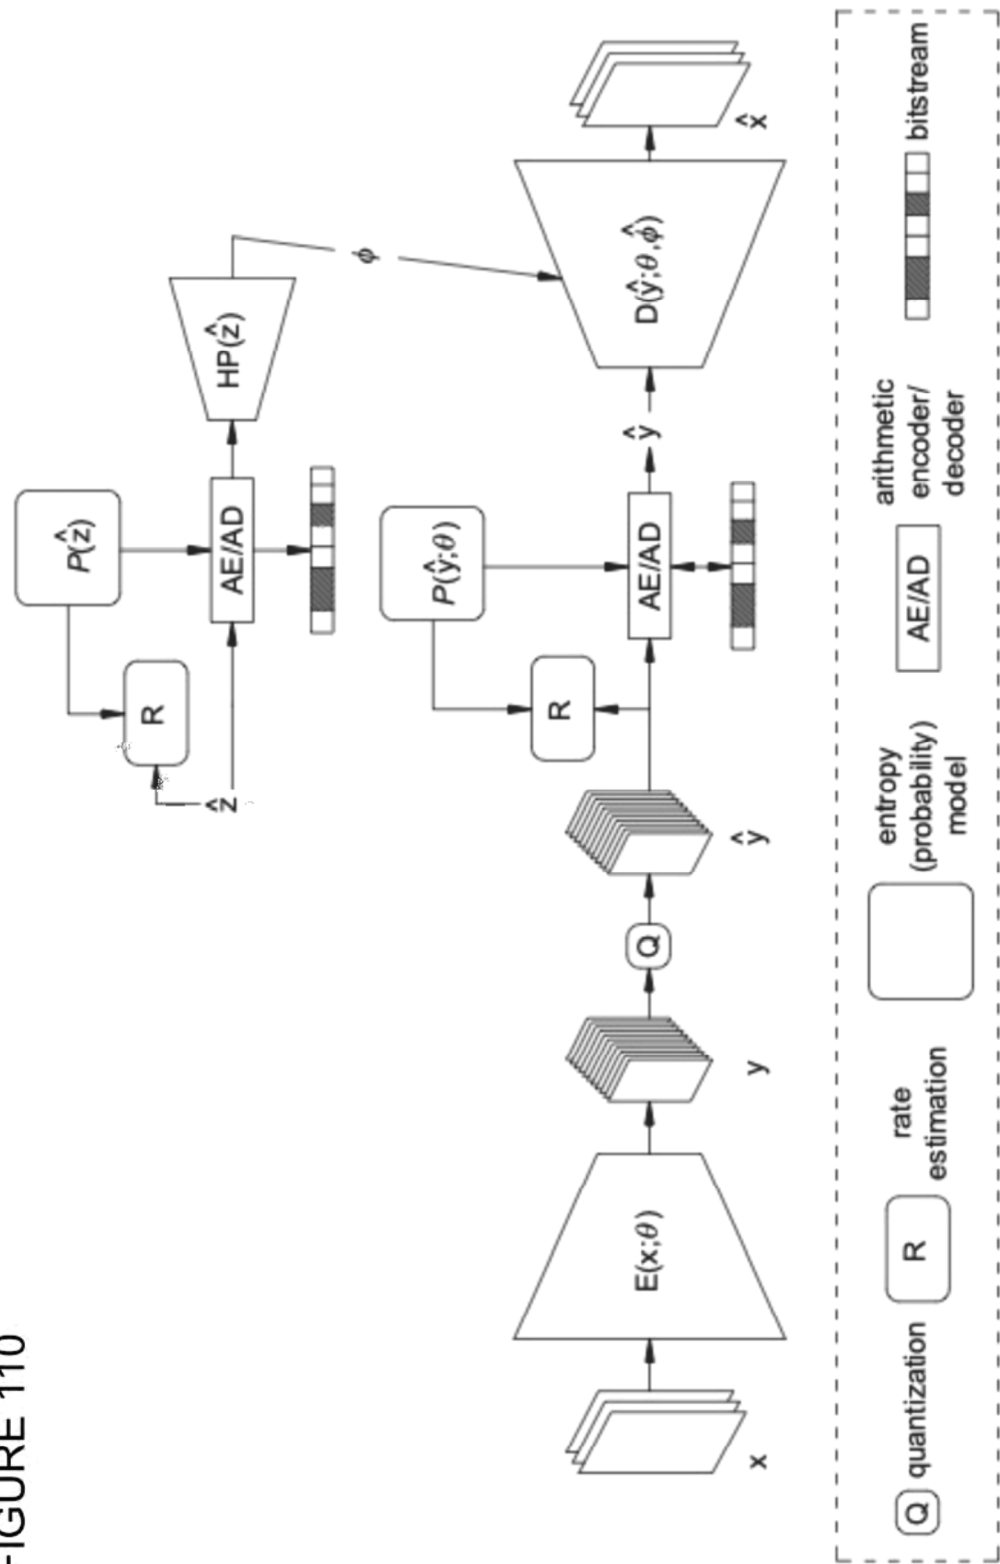 FIGURE 110
P(ẑ)
R
ẑ
AE/AD
HP(ẑ)
ϕ
P(ŷ;θ)
R
x
E(x;θ)
y
Q
ŷ
AE/AD
ŷ
D(ŷ;θ,ϕ̂)
x̂
Q
quantization
R
rate
estimation
entropy
(probability)
model
AE/AD
arithmetic
encoder/
decoder
bitstream